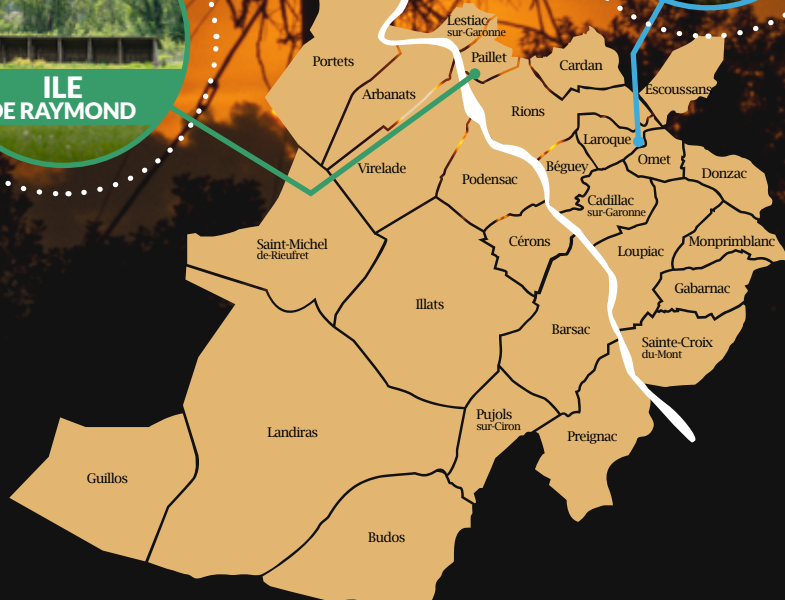 Lestiac
sur-Garonne
Portets
Paillet
Cardan
ILE
DE RAYMOND
Arbanats
Escoussans
Rions
Laroque
Virelade
Béguey
Omet
Donzac
Podensac
Cadillac
sur-Garonne
Saint-Michel
de-Rieufret
Cérons
Loupiac
Monprimblanc
Illats
Gabarnac
Barsac
Sainte-Croix
du-Mont
Landiras
Pujols
sur-Ciron
Preignac
Guillos
Budos